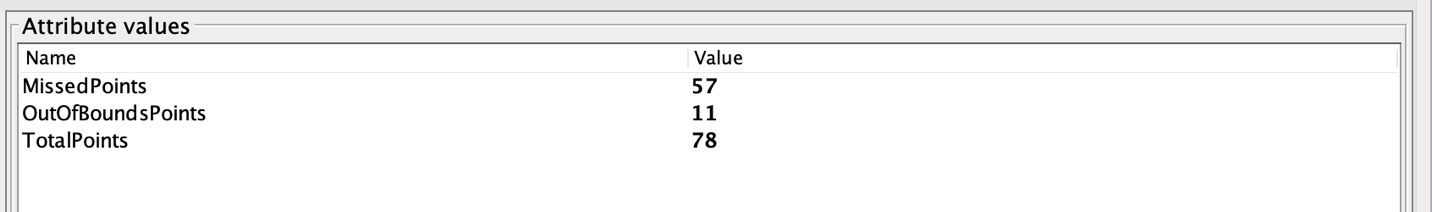 Attribute values
Name Value
MissedPoints 57
OutOfBoundsPoints 11
TotalPoints 78